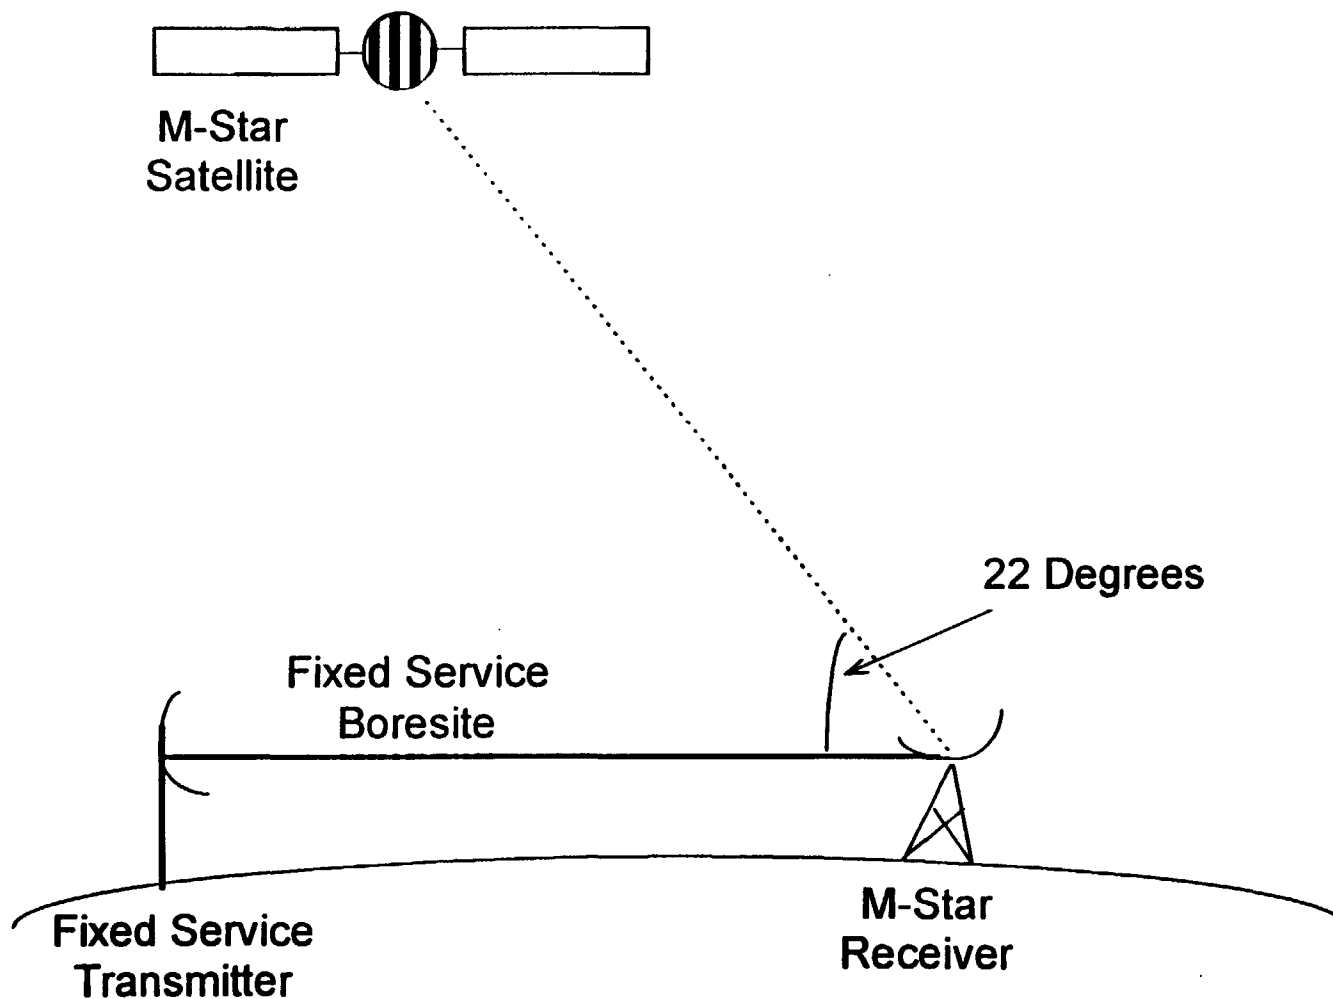 M-Star
Satellite
22 Degrees
Fixed Service
Boresite
Fixed Service
Transmitter
M-Star
Receiver